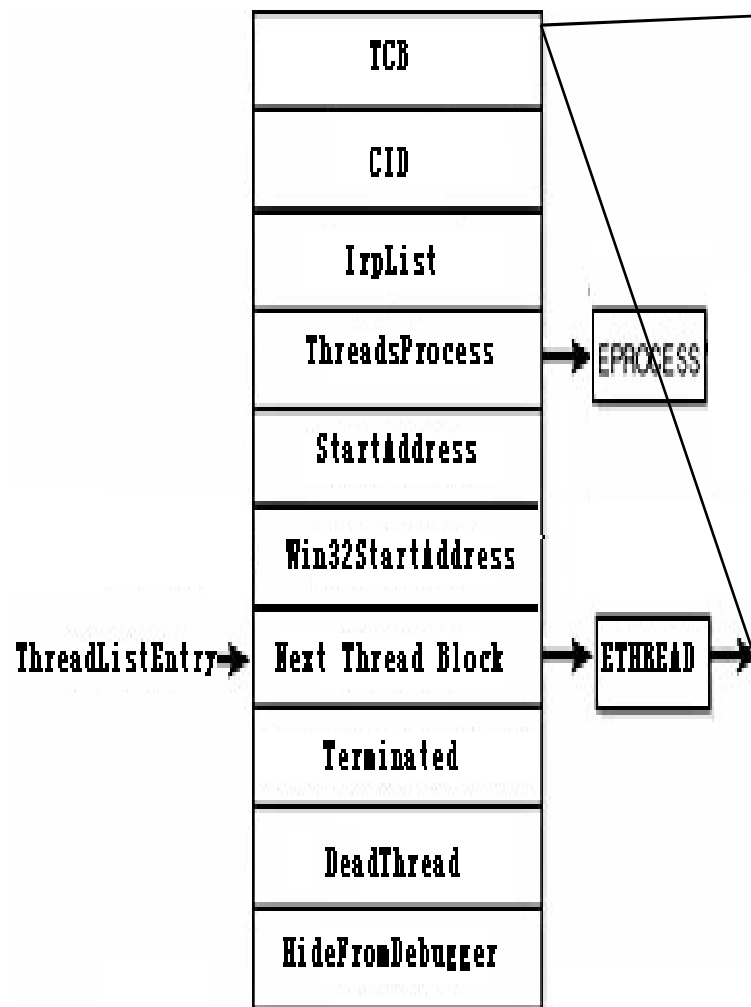 TCB
CID
IrpList
ThreadsProcess
EPROCESS
StartAddress
Win32StartAddress
ThreadListEntry
Next Thread Block
ETHREAD
Terminated
DeadThread
HideFromDebugger